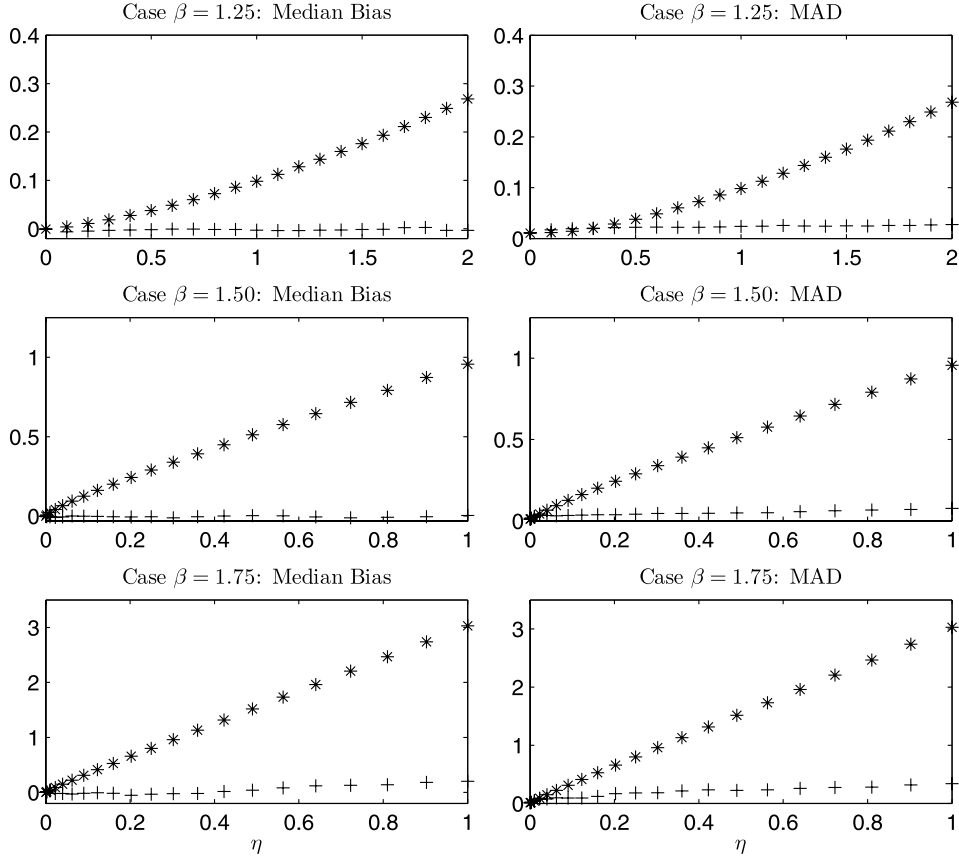 Case β = 1.25: Median Bias
0.4
0.3
0.2
0.1
0
0 0.5 1 1.5 2
Case β = 1.25: MAD
0.4
0.3
0.2
0.1
0
0 0.5 1 1.5 2
Case β = 1.50: Median Bias
1
0.5
0
0 0.2 0.4 0.6 0.8 1
Case β = 1.50: MAD
1
0.5
0
0 0.2 0.4 0.6 0.8 1
Case β = 1.75: Median Bias
3
2
1
0
0 0.2 0.4 0.6 0.8 1
η
Case β = 1.75: MAD
3
2
1
0
0 0.2 0.4 0.6 0.8 1
η